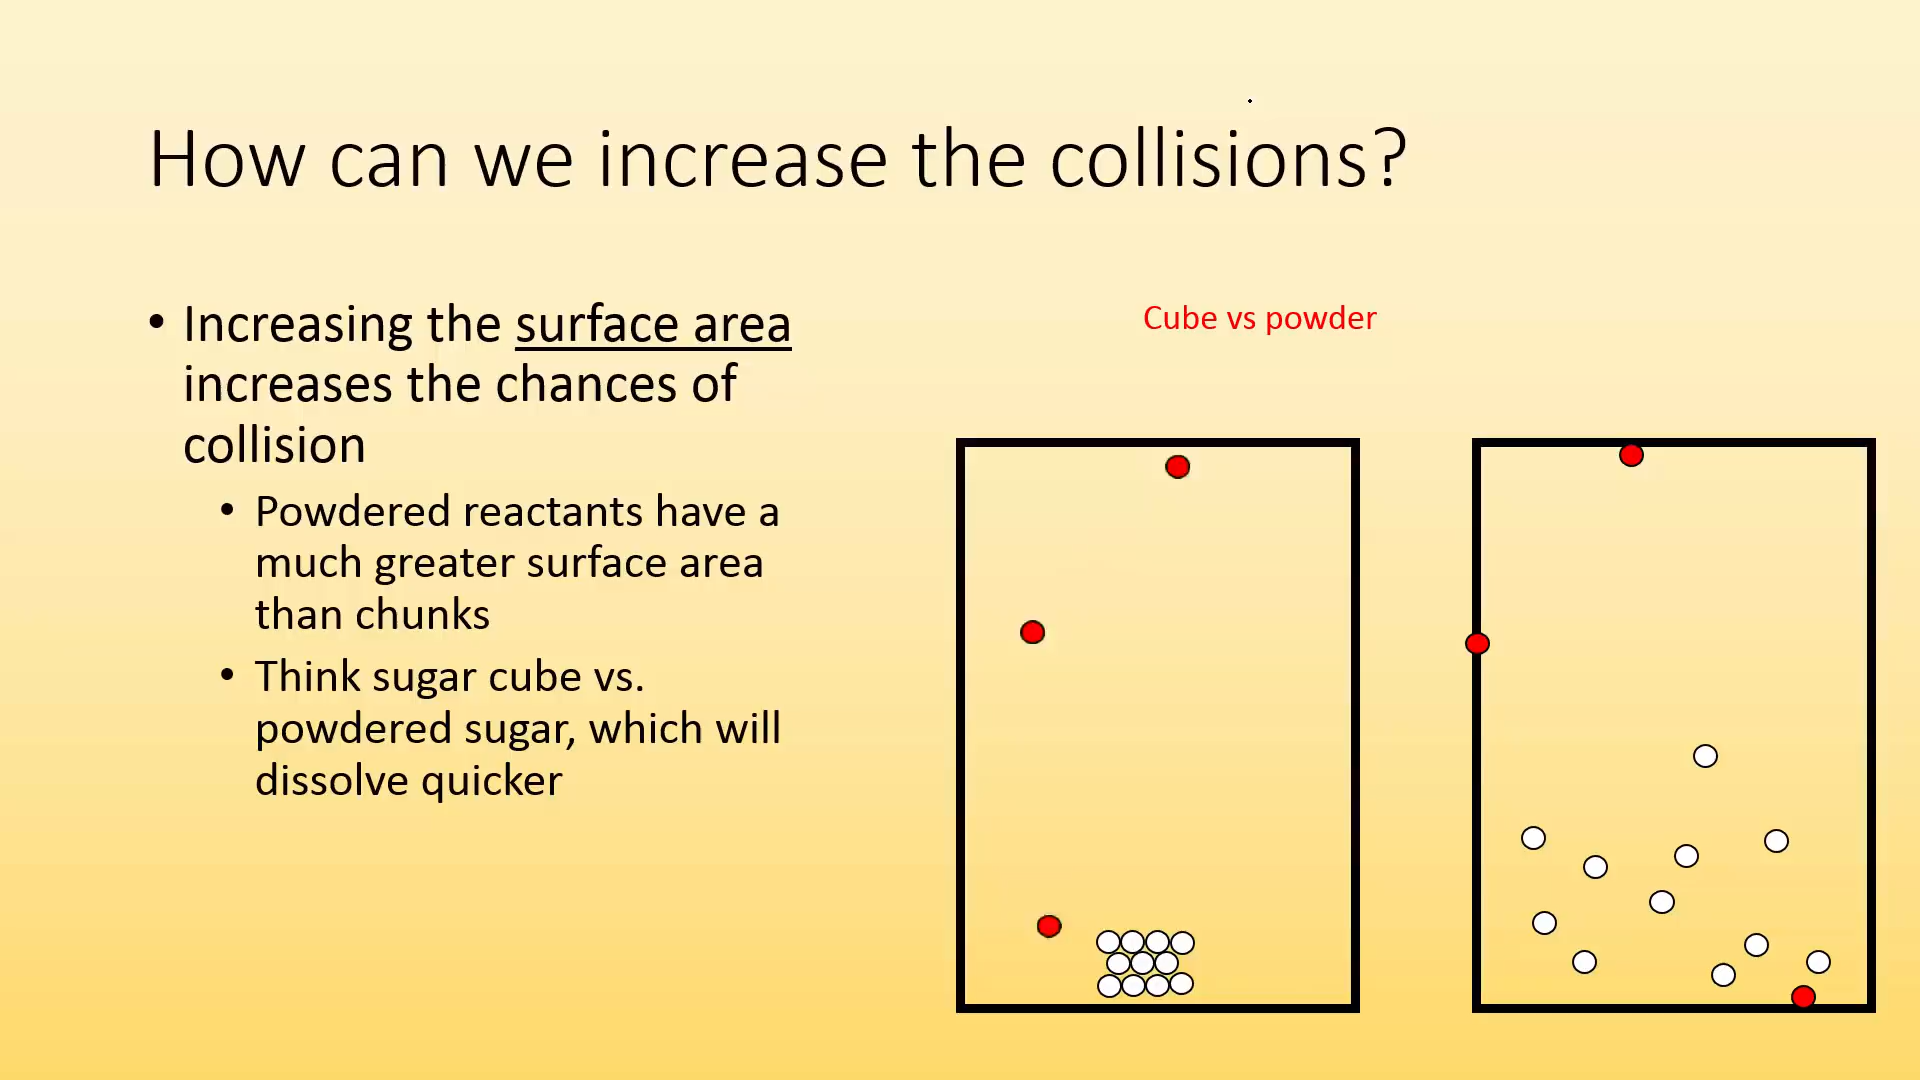 How can we increase the collisions?
• Increasing the surface area
increases the chances of
collision
• Powdered reactants have a
much greater surface area
than chunks
• Think sugar cube vs.
powdered sugar, which will
dissolve quicker
Cube vs powder